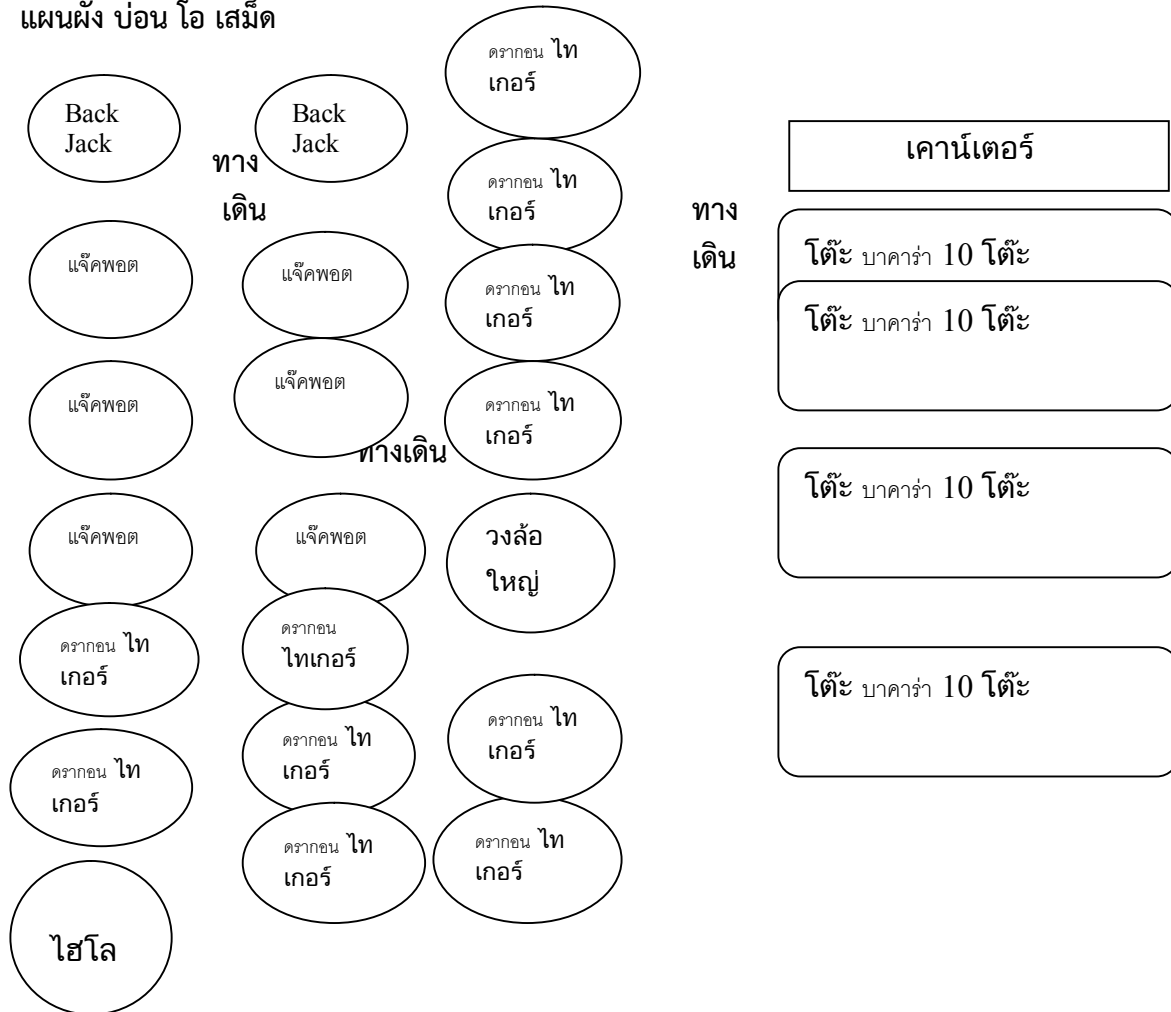 แผนผัง บ่อน โอ เสม็ด
Back
Jack
ทาง
เดิน
แจ๊คพอต
แจ๊คพอต
แจ๊คพอต
ดรากอน ไท
เกอร์
ดรากอน ไท
เกอร์
ไฮโล
Back
Jack
แจ๊คพอต
แจ๊คพอต
ทางเดิน
แจ๊คพอต
ดรากอน
ไทเกอร์
ดรากอน ไท
เกอร์
ดรากอน ไท
เกอร์
ดรากอน ไท
เกอร์
ดรากอน ไท
เกอร์
ดรากอน ไท
เกอร์
ดรากอน ไท
เกอร์
วงล้อ
ใหญ่
ดรากอน ไท
เกอร์
ดรากอน ไท
เกอร์
ทาง
เดิน
เคาน์เตอร์
โต๊ะ บาคาร่า 10 โต๊ะ
โต๊ะ บาคาร่า 10 โต๊ะ
โต๊ะ บาคาร่า 10 โต๊ะ
โต๊ะ บาคาร่า 10 โต๊ะ